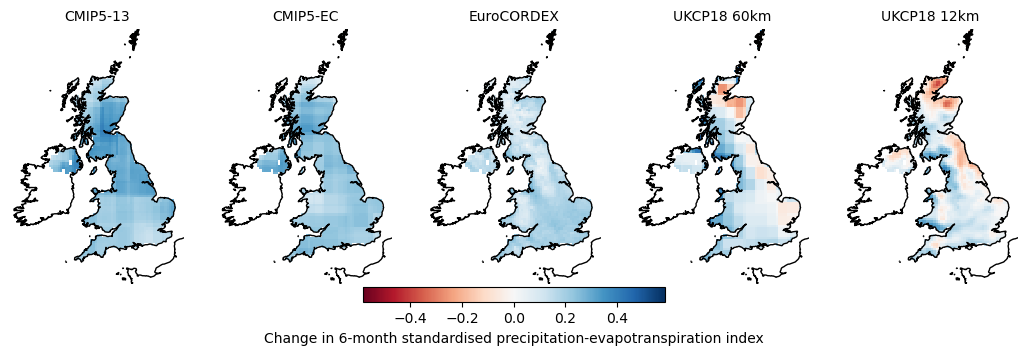 CMIP5-13 CMIP5-EC EuroCORDEX UKCP18 60km UKCP18 12km
−0.4 −0.2 0.0 0.2 0.4
Change in 6-month standardised precipitation-evapotranspiration index